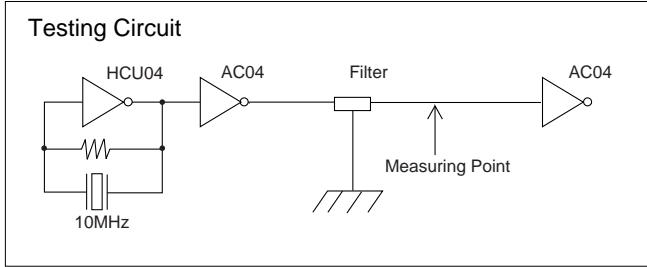 Testing Circuit
HCU04
AC04
Filter
AC04
Measuring Point
10MHz